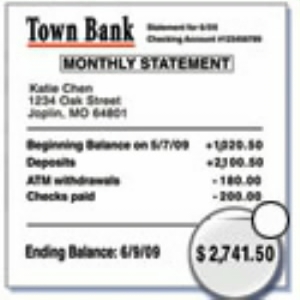 Town Bank
Statement for 6/09
Checking Account #123456789
MONTHLY STATEMENT
Katie Chen
1234 Oak Street
Joplin, MO 64801
Beginning Balance on 5/7/09 +1,020.50
Deposits +2,100.50
ATM withdrawals - 180.00
Checks paid - 200.00
Ending Balance: 6/9/09 $ 2,741.50